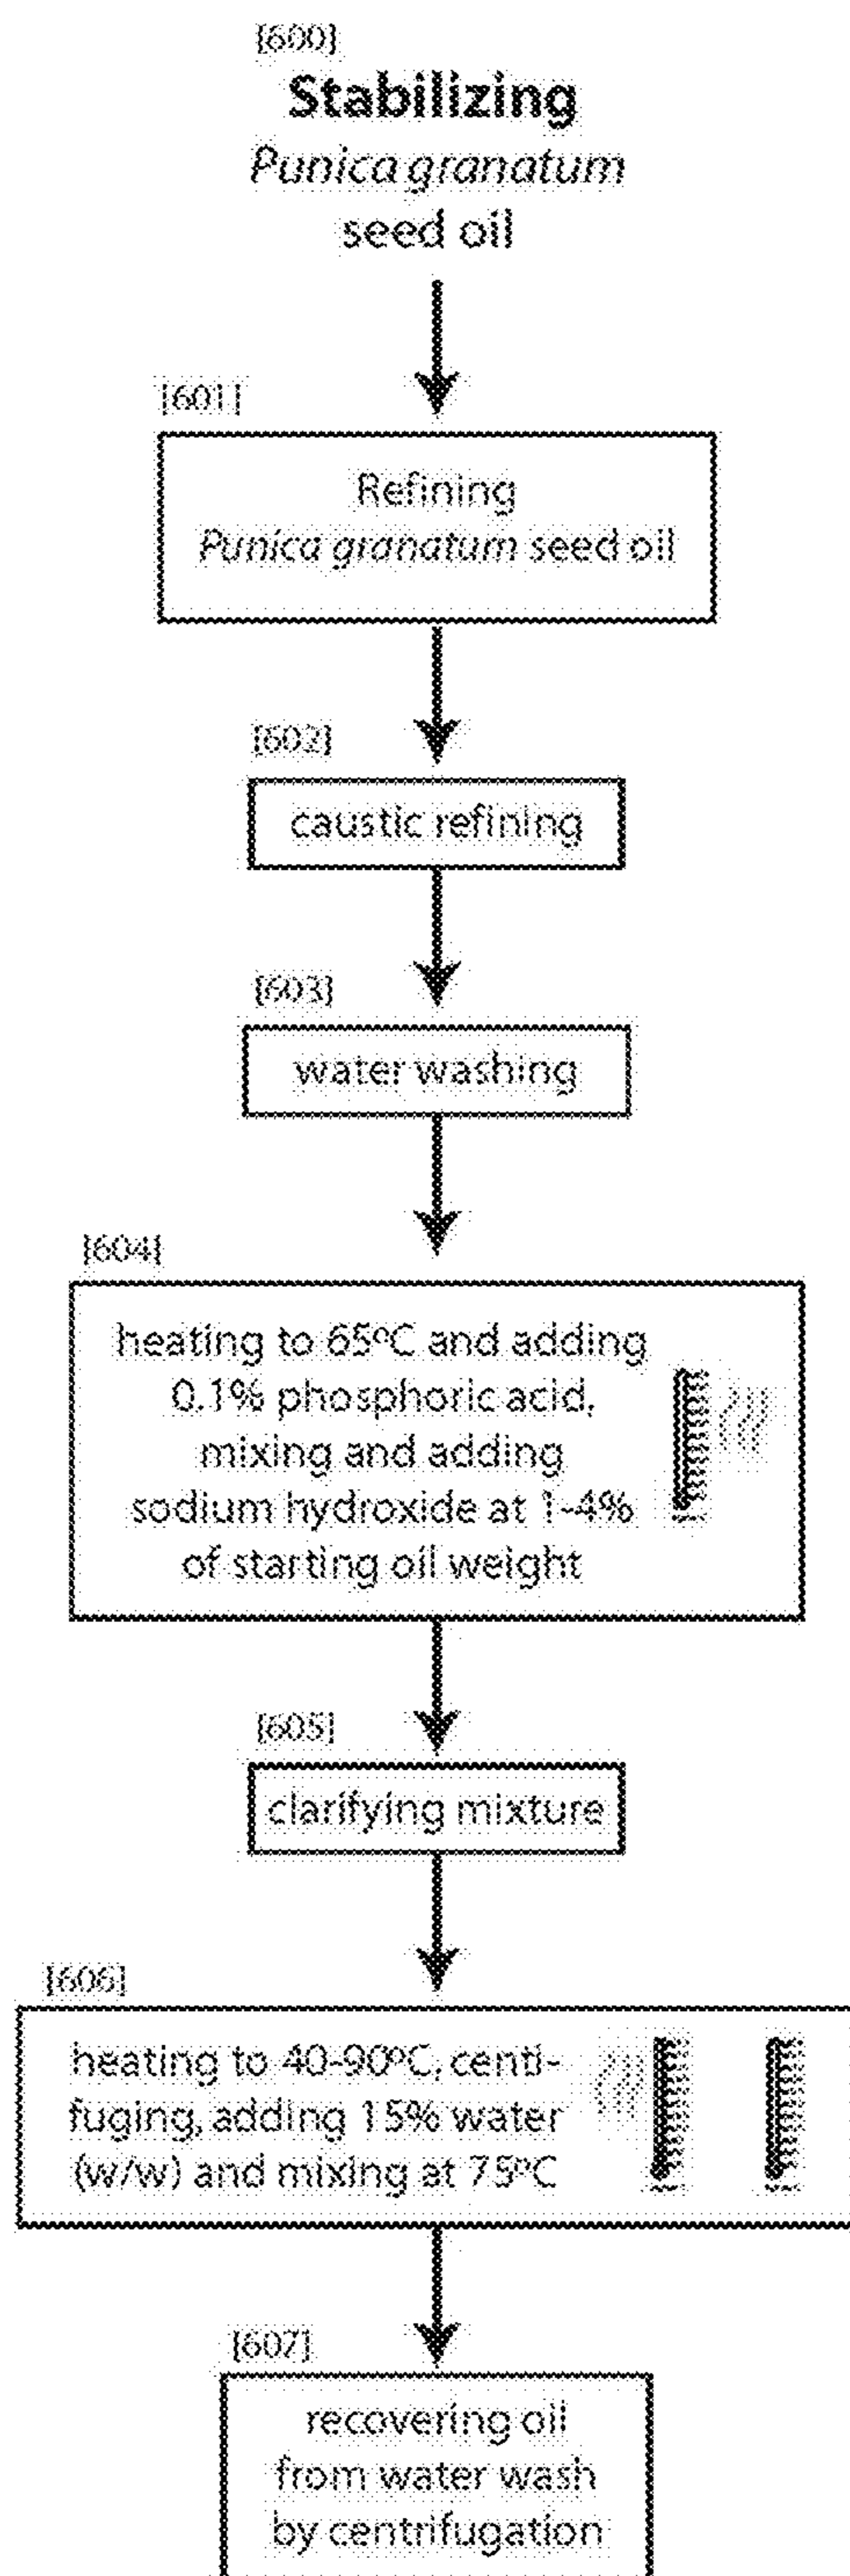 [600]
Stabilizing
Punica granatum
seed oil
[601]
Refining
Punica granatum seed oil
[602]
caustic refining
[603]
water washing
[604]
heating to 65ºC and adding
0.1% phosphoric acid,
mixing and adding
sodium hydroxide at 1-4%
of starting oil weight
[605]
clarifying mixture
[606]
heating to 40-90ºC, centi-
fuging, adding 15% water
(w/w) and mixing at 75ºC
[607]
recovering oil
from water wash
by centrifugation